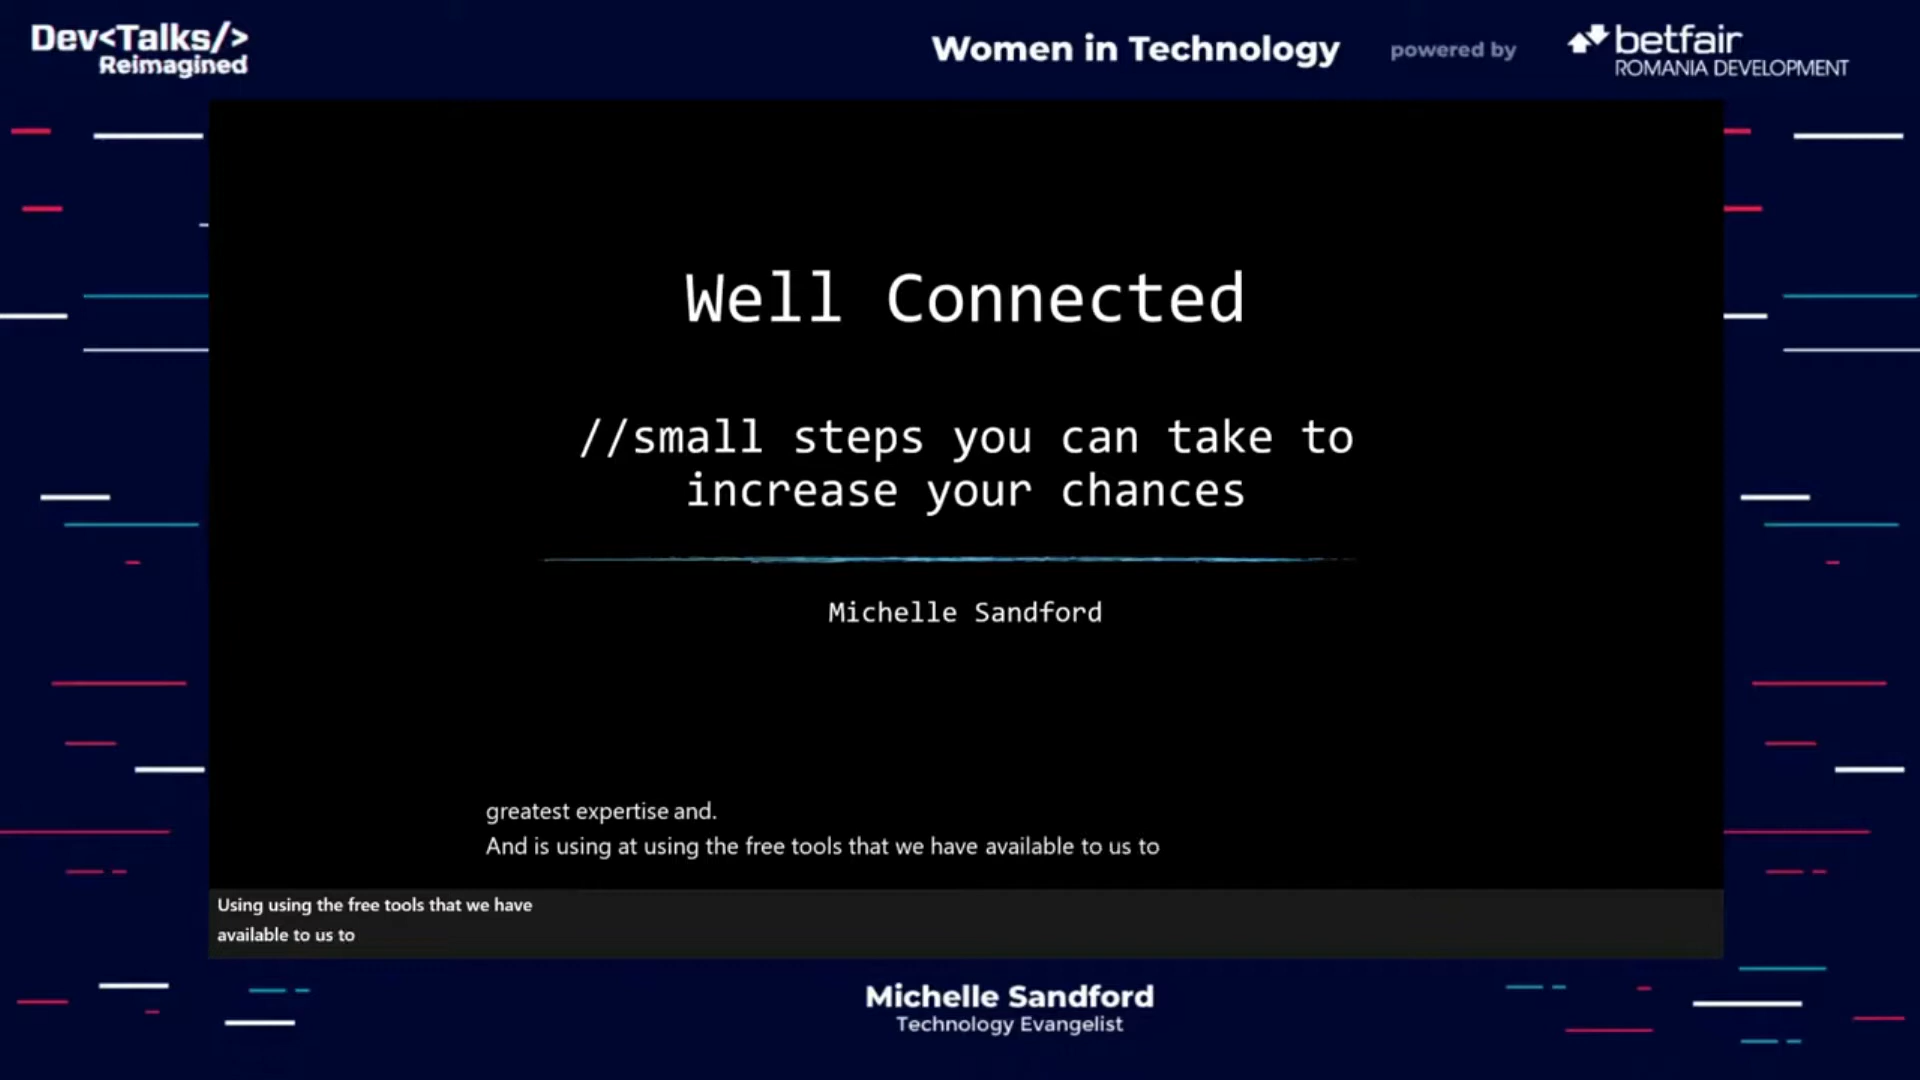 Dev<Talks/>
Reimagined
Women in Technology
powered by
betfair
ROMANIA DEVELOPMENT
Well Connected
//small steps you can take to
increase your chances
Michelle Sandford
greatest expertise and.
And is using at using the free tools that we have available to us to
Using using the free tools that we have
available to us to
Michelle Sandford
Technology Evangelist